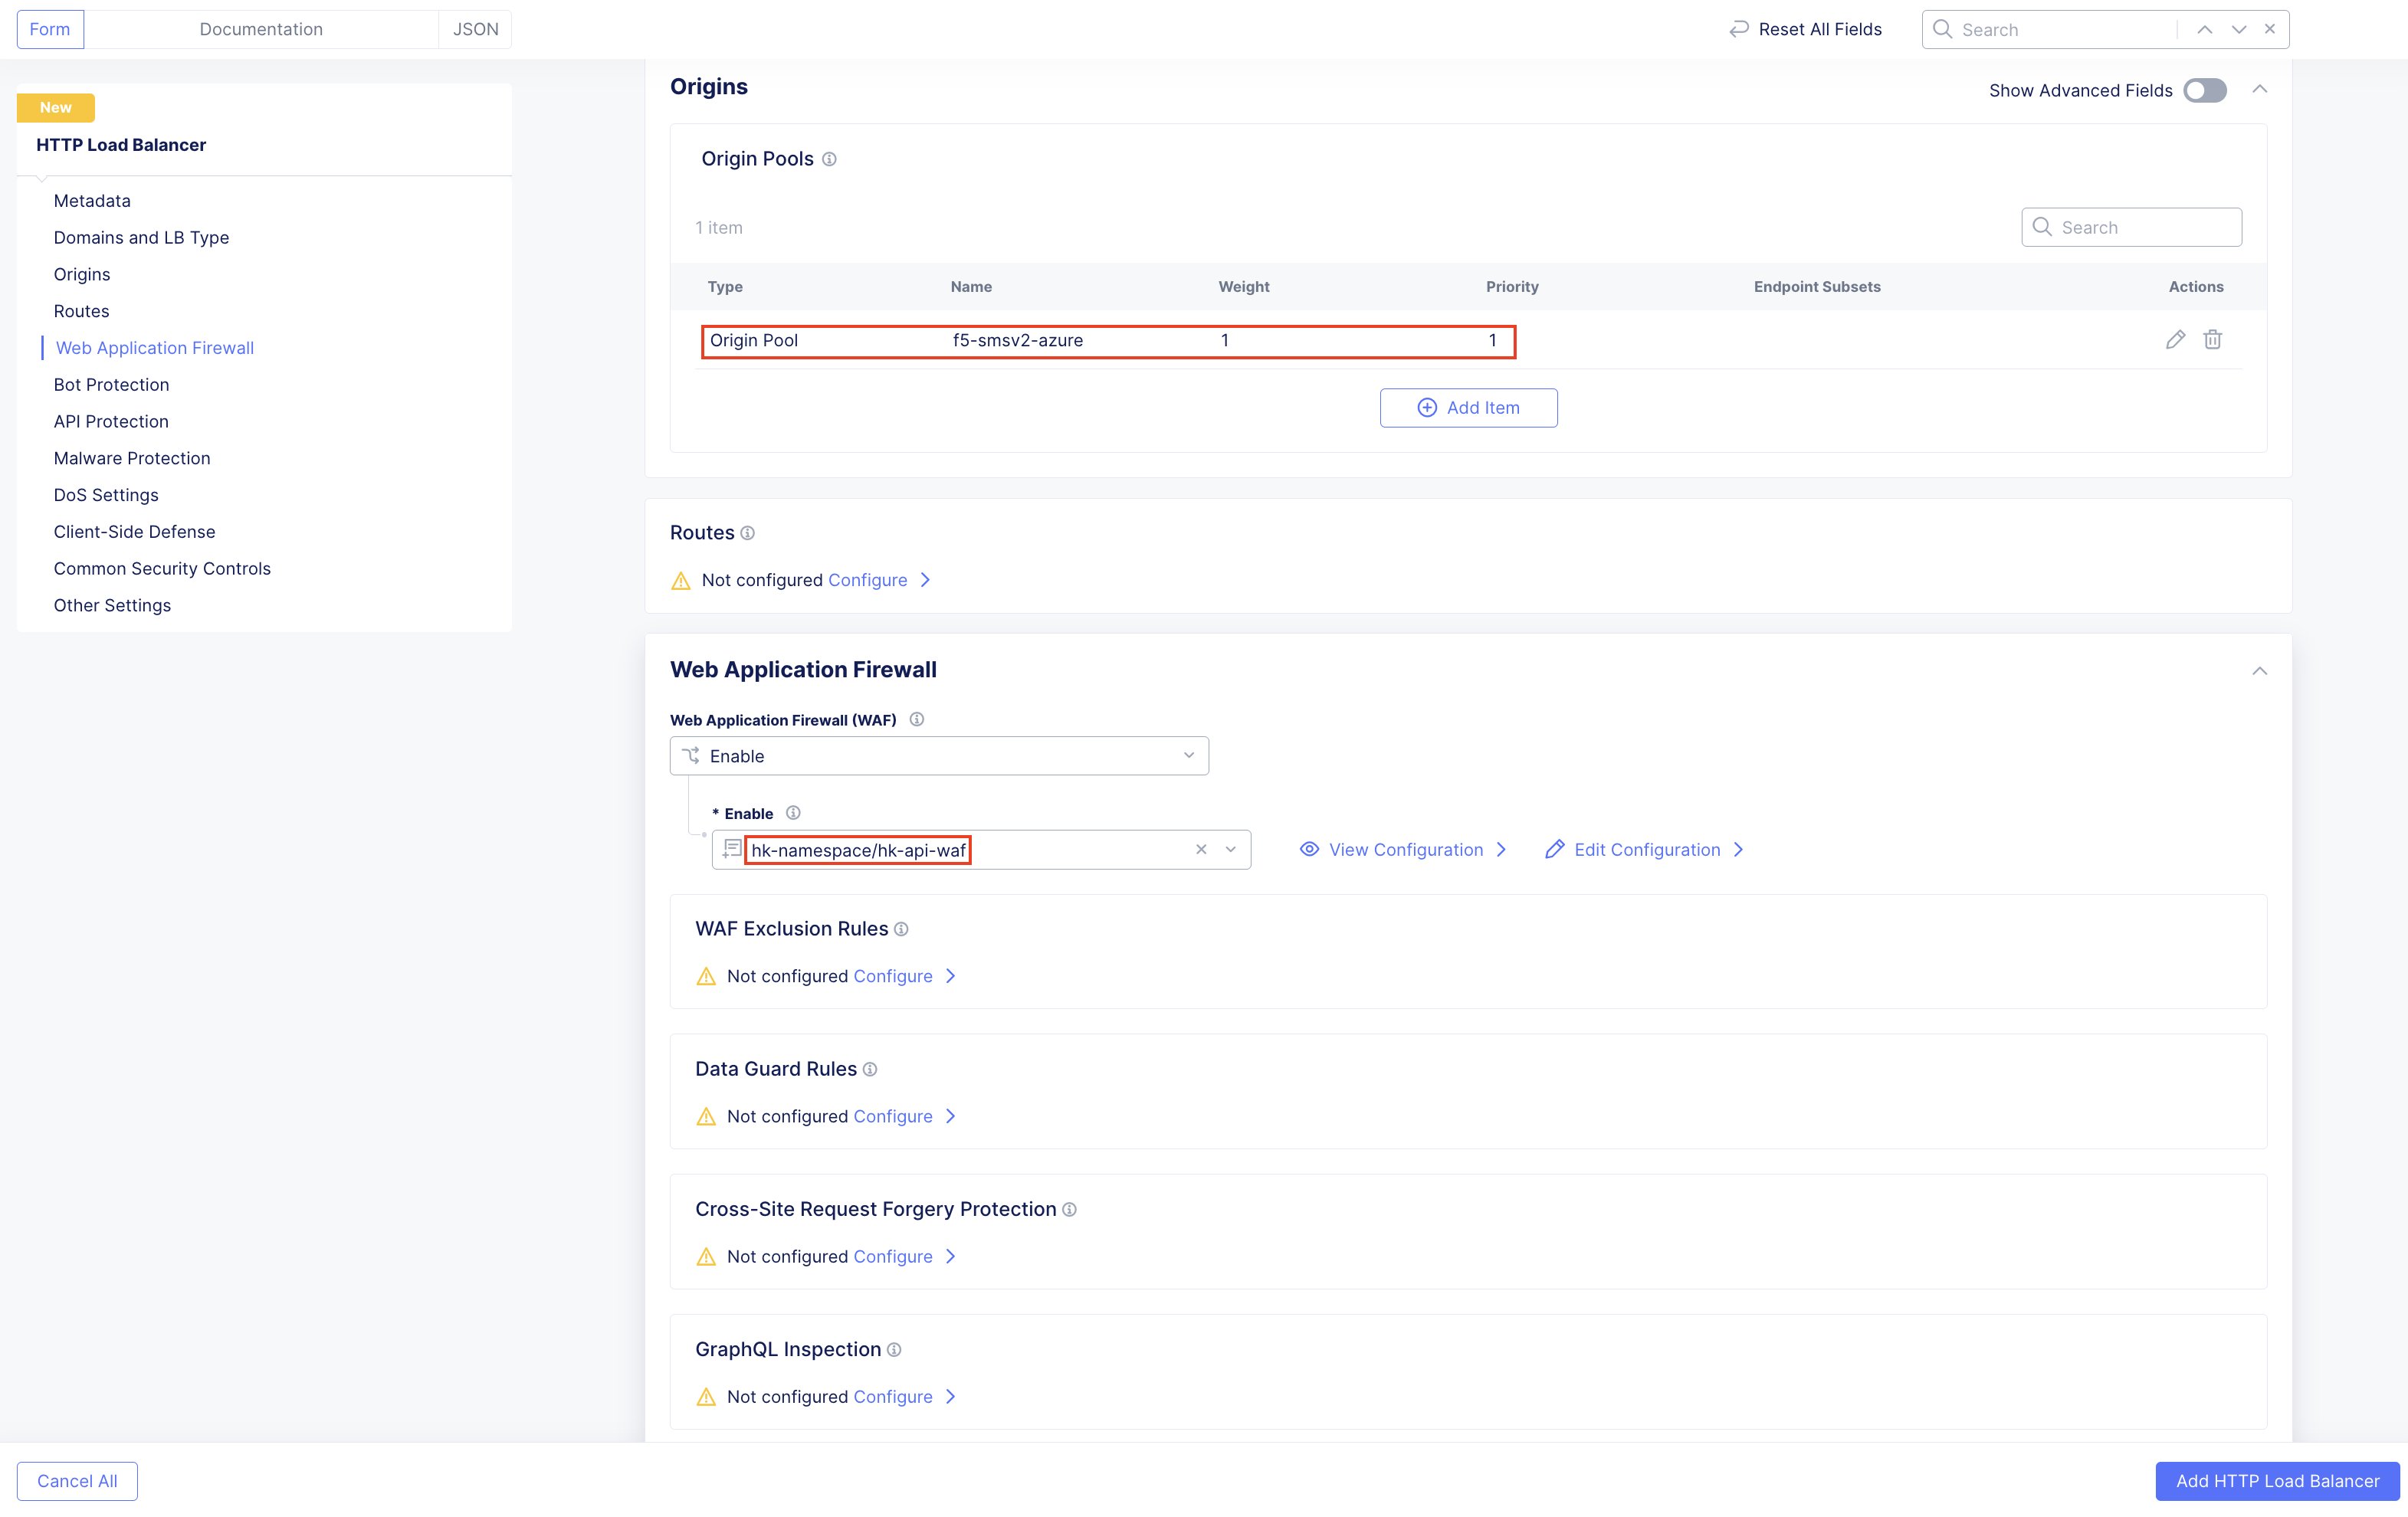 Form
Documentation
JSON
Reset All Fields
Search
New
HTTP Load Balancer
Metadata
Domains and LB Type
Origins
Routes
Web Application Firewall
Bot Protection
API Protection
Malware Protection
DoS Settings
Client-Side Defense
Common Security Controls
Other Settings
Origins
Show Advanced Fields
Origin Pools
1 item
Search
Type Name Weight Priority Endpoint Subsets Actions
Origin Pool f5-smsv2-azure 1 1
Add Item
Routes
Not configured Configure
Web Application Firewall
Web Application Firewall (WAF)
Enable
* Enable
hk-namespace/hk-api-waf
View Configuration
Edit Configuration
WAF Exclusion Rules
Not configured Configure
Data Guard Rules
Not configured Configure
Cross-Site Request Forgery Protection
Not configured Configure
GraphQL Inspection
Not configured Configure
Cancel All
Add HTTP Load Balancer